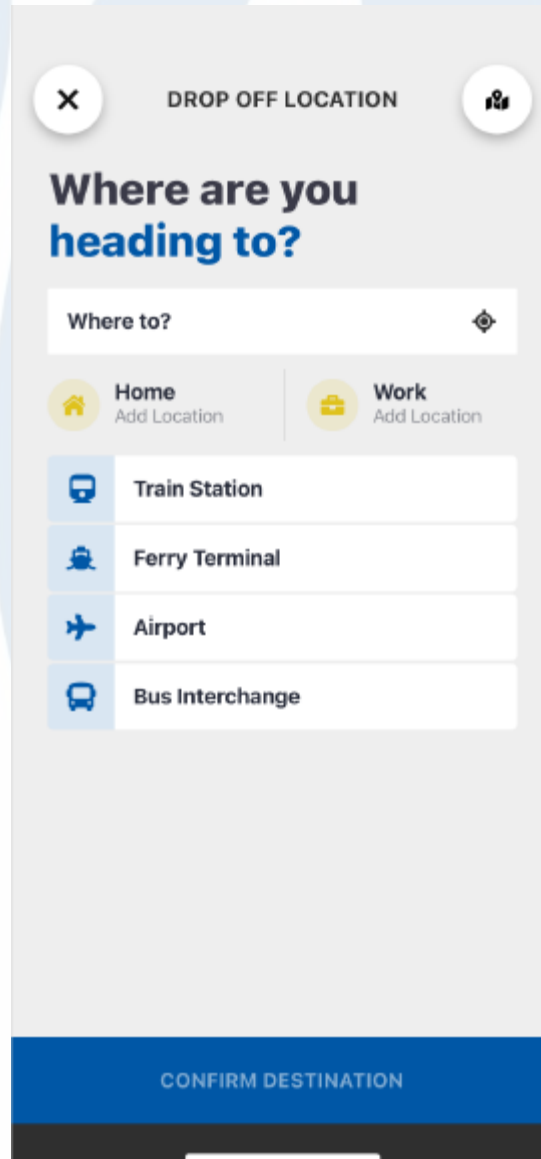 DROP OFF LOCATION
Where are you
heading to?
Where to?
Home
Add Location
Work
Add Location
Train Station
Ferry Terminal
Airport
Bus Interchange
CONFIRM DESTINATION